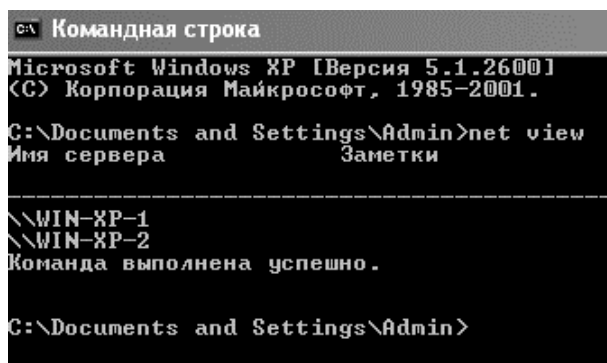 C:\ Командная строка
Microsoft Windows XP [Версия 5.1.2600]
(С) Корпорация Майкрософт, 1985-2001.
C:\Documents and Settings\Admin>net view
Имя сервера Заметки
-------------------------------------------------------
\\WIN-XP-1
\\WIN-XP-2
Команда выполнена успешно.
C:\Documents and Settings\Admin>